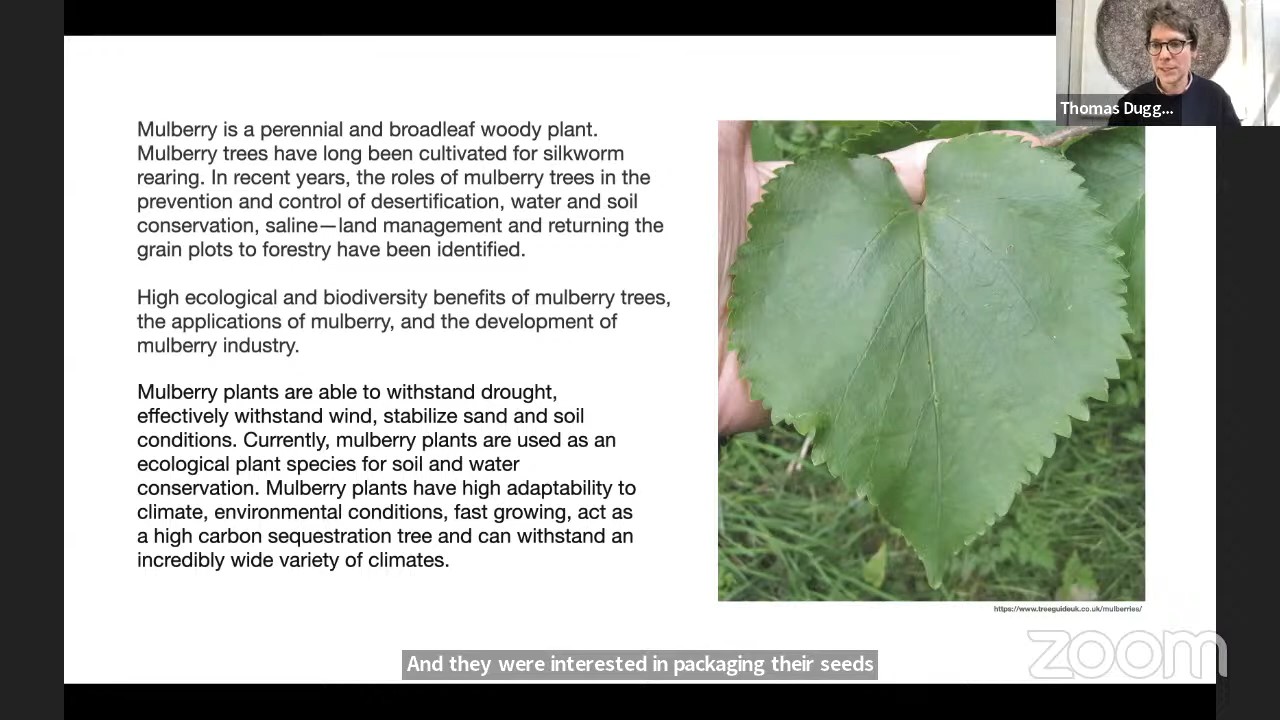 Thomas Dugg...
Mulberry is a perennial and broadleaf woody plant.
Mulberry trees have long been cultivated for silkworm
rearing. In recent years, the roles of mulberry trees in the
prevention and control of desertification, water and soil
conservation, saline—land management and returning the
grain plots to forestry have been identified.
High ecological and biodiversity benefits of mulberry trees,
the applications of mulberry, and the development of
mulberry industry.
Mulberry plants are able to withstand drought,
effectively withstand wind, stabilize sand and soil
conditions. Currently, mulberry plants are used as an
ecological plant species for soil and water
conservation. Mulberry plants have high adaptability to
climate, environmental conditions, fast growing, act as
a high carbon sequestration tree and can withstand an
incredibly wide variety of climates.
https://www.treeguideuk.co.uk/mulberries/
zoom
And they were interested in packaging their seeds